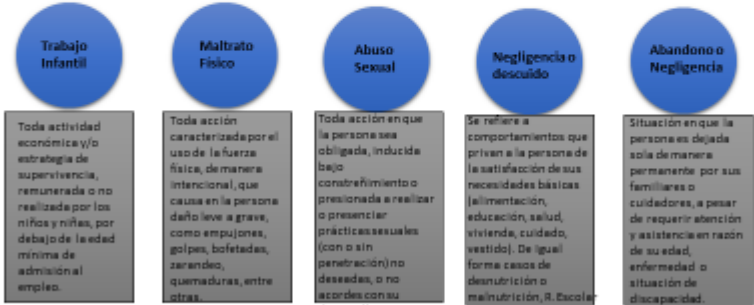 Trabajo
Infantil
Toda actividad
económica y/o
estrategia de
supervivencia,
remunerada o no
realizada por los
niños y niñas, por
debajo de la edad
mínima de
admisión al
empleo.
Maltrato
Físico
Toda acción
caracterizada por el
uso de la fuerza
física, de manera
intencional, que
causa en la persona
daño leve a grave,
como empujones,
golpes, bofetadas,
zarandeo,
quemaduras, entre
otras.
Abuso
Sexual
Toda acción en que
la persona sea
obligada, inducida
bajo
constreñimiento o
presionada a realizar
o presenciar
prácticas sexuales
(con o sin
penetración) no
deseadas, o no
acordes con su
Negligencia o
descuido
Se refiere a
comportamientos que
privan a la persona de
la satisfacción de sus
necesidades básicas
(alimentación,
educación, salud,
vivienda, cuidado,
vestido). De igual
forma casos de
desnutrición o
malnutrición, R. Escolar
Abandono o
Negligencia
Situación en que la
persona es dejada
sola de manera
permanente por sus
familiares o
cuidadores, a pesar
de requerir atención
y asistencia en razón
de su edad,
enfermedad o
situación de
discapacidad.